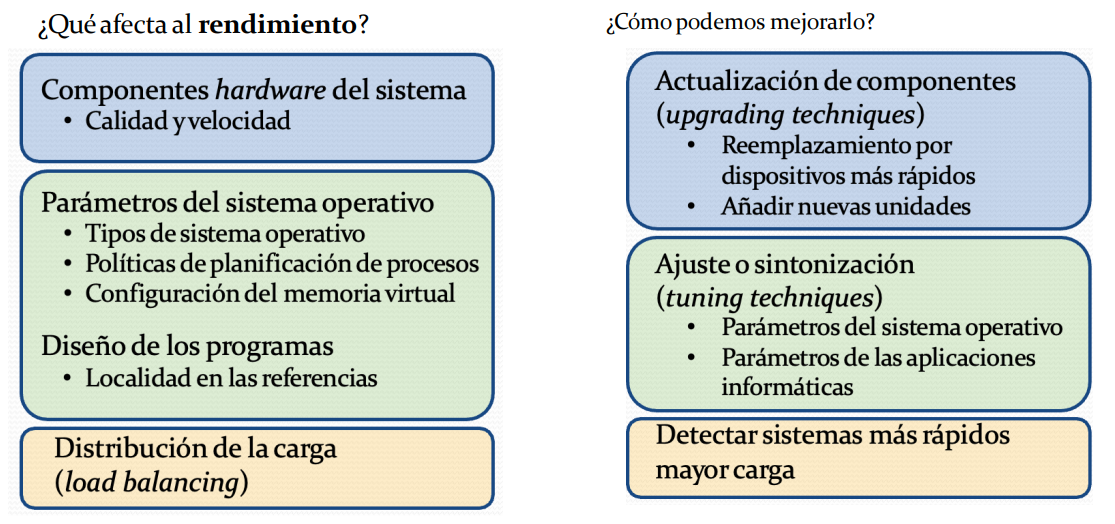 ¿Qué afecta al rendimiento?
Componentes hardware del sistema
• Calidad y velocidad
Parámetros del sistema operativo
• Tipos de sistema operativo
• Políticas de planificación de procesos
• Configuración del memoria virtual
Diseño de los programas
• Localidad en las referencias
Distribución de la carga
(load balancing)
¿Cómo podemos mejorarlo?
Actualización de componentes
(upgrading techniques)
• Reemplazamiento por
dispositivos más rápidos
• Añadir nuevas unidades
Ajuste o sintonización
(tuning techniques)
• Parámetros del sistema operativo
• Parámetros de las aplicaciones
informáticas
Detectar sistemas más rápidos
mayor carga